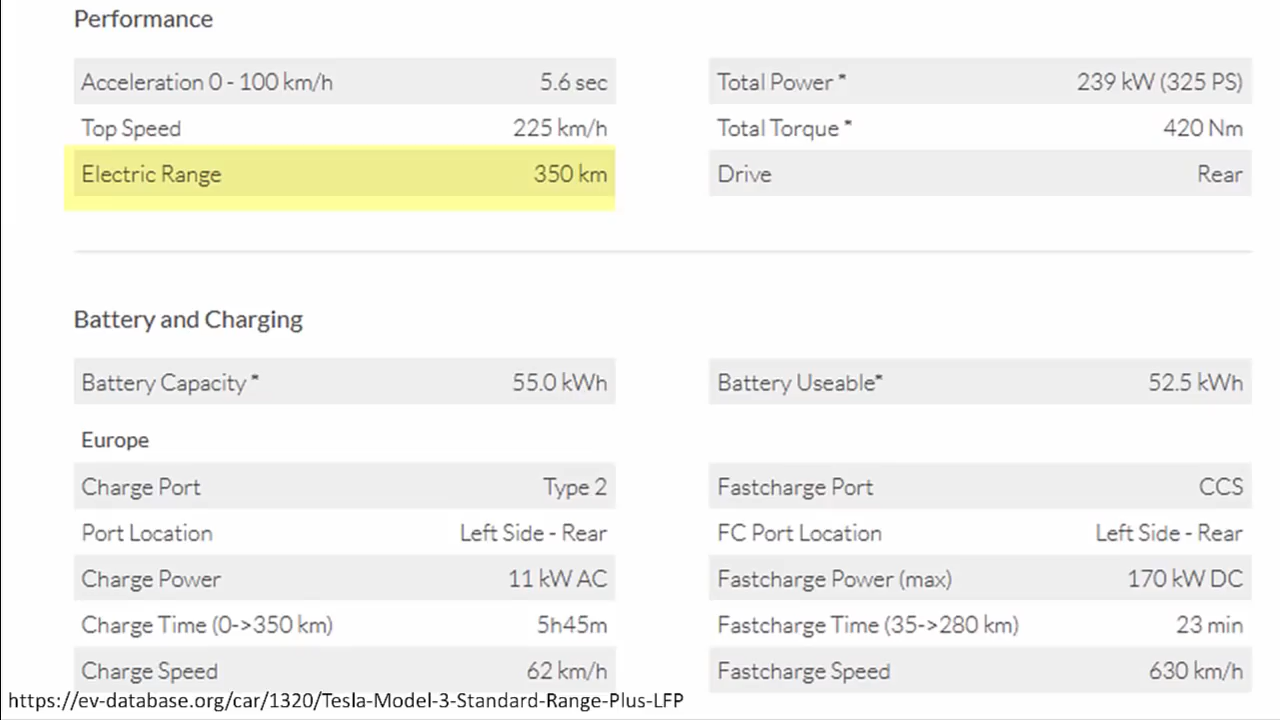 Performance
Acceleration 0 - 100 km/h 5.6 sec Total Power * 239 kW (325 PS)
Top Speed 225 km/h Total Torque * 420 Nm
Electric Range 350 km Drive Rear
Battery and Charging
Battery Capacity * 55.0 kWh Battery Useable* 52.5 kWh
Europe
Charge Port Type 2 Fastcharge Port CCS
Port Location Left Side - Rear FC Port Location Left Side - Rear
Charge Power 11 kW AC Fastcharge Power (max) 170 kW DC
Charge Time (0->350 km) 5h45m Fastcharge Time (35->280 km) 23 min
Charge Speed 62 km/h Fastcharge Speed 630 km/h
https://ev-database.org/car/1320/Tesla-Model-3-Standard-Range-Plus-LFP